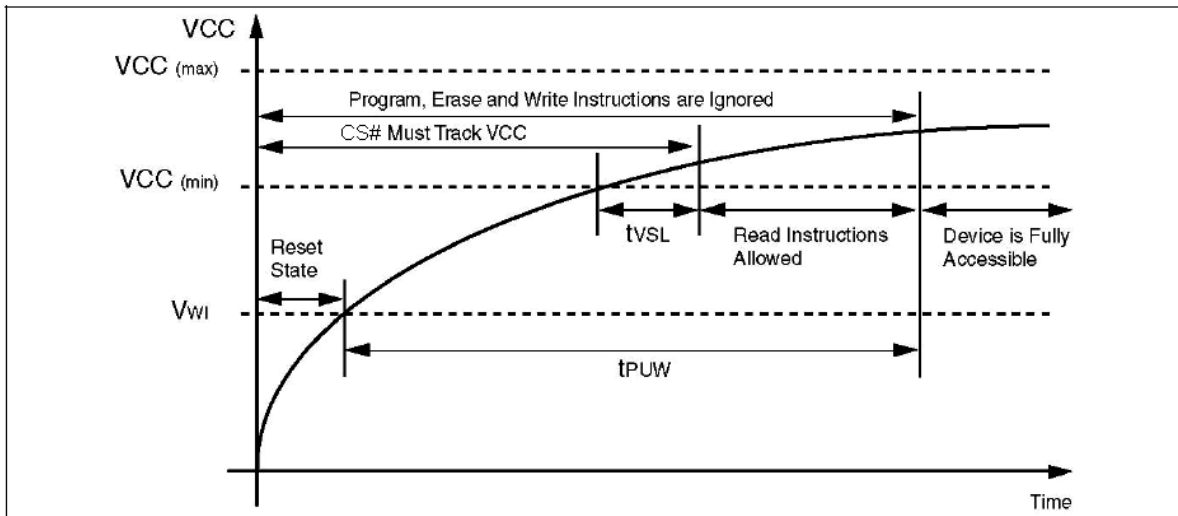 VCC
VCC (max)
Program, Erase and Write Instructions are Ignored
CS# Must Track VCC
VCC (min)
tVSL
Read Instructions
Allowed
Device is Fully
Accessible
Reset
State
VWI
tPUW
Time